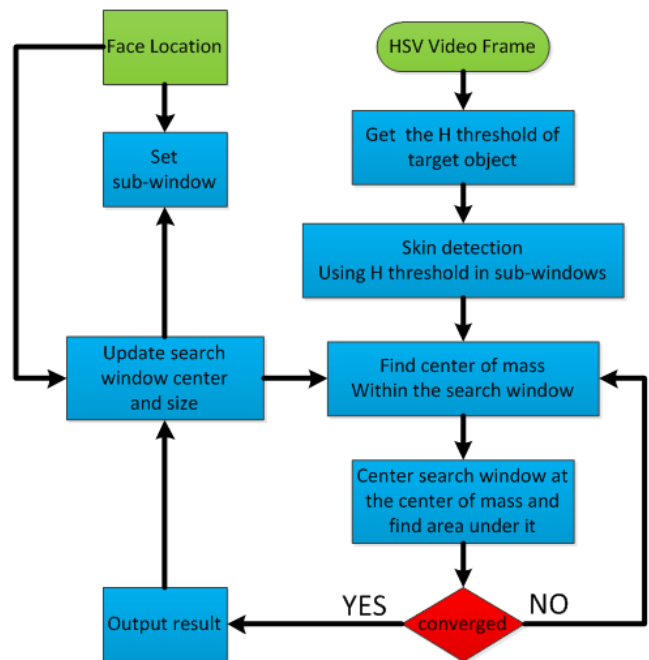 Face Location
HSV Video Frame
Get the H threshold of
target object
Set
sub-window
Skin detection
Using H threshold in sub-windows
Update search
window center
and size
Find center of mass
Within the search window
Center search window at
the center of mass and
find area under it
YES
NO
converged
Output result